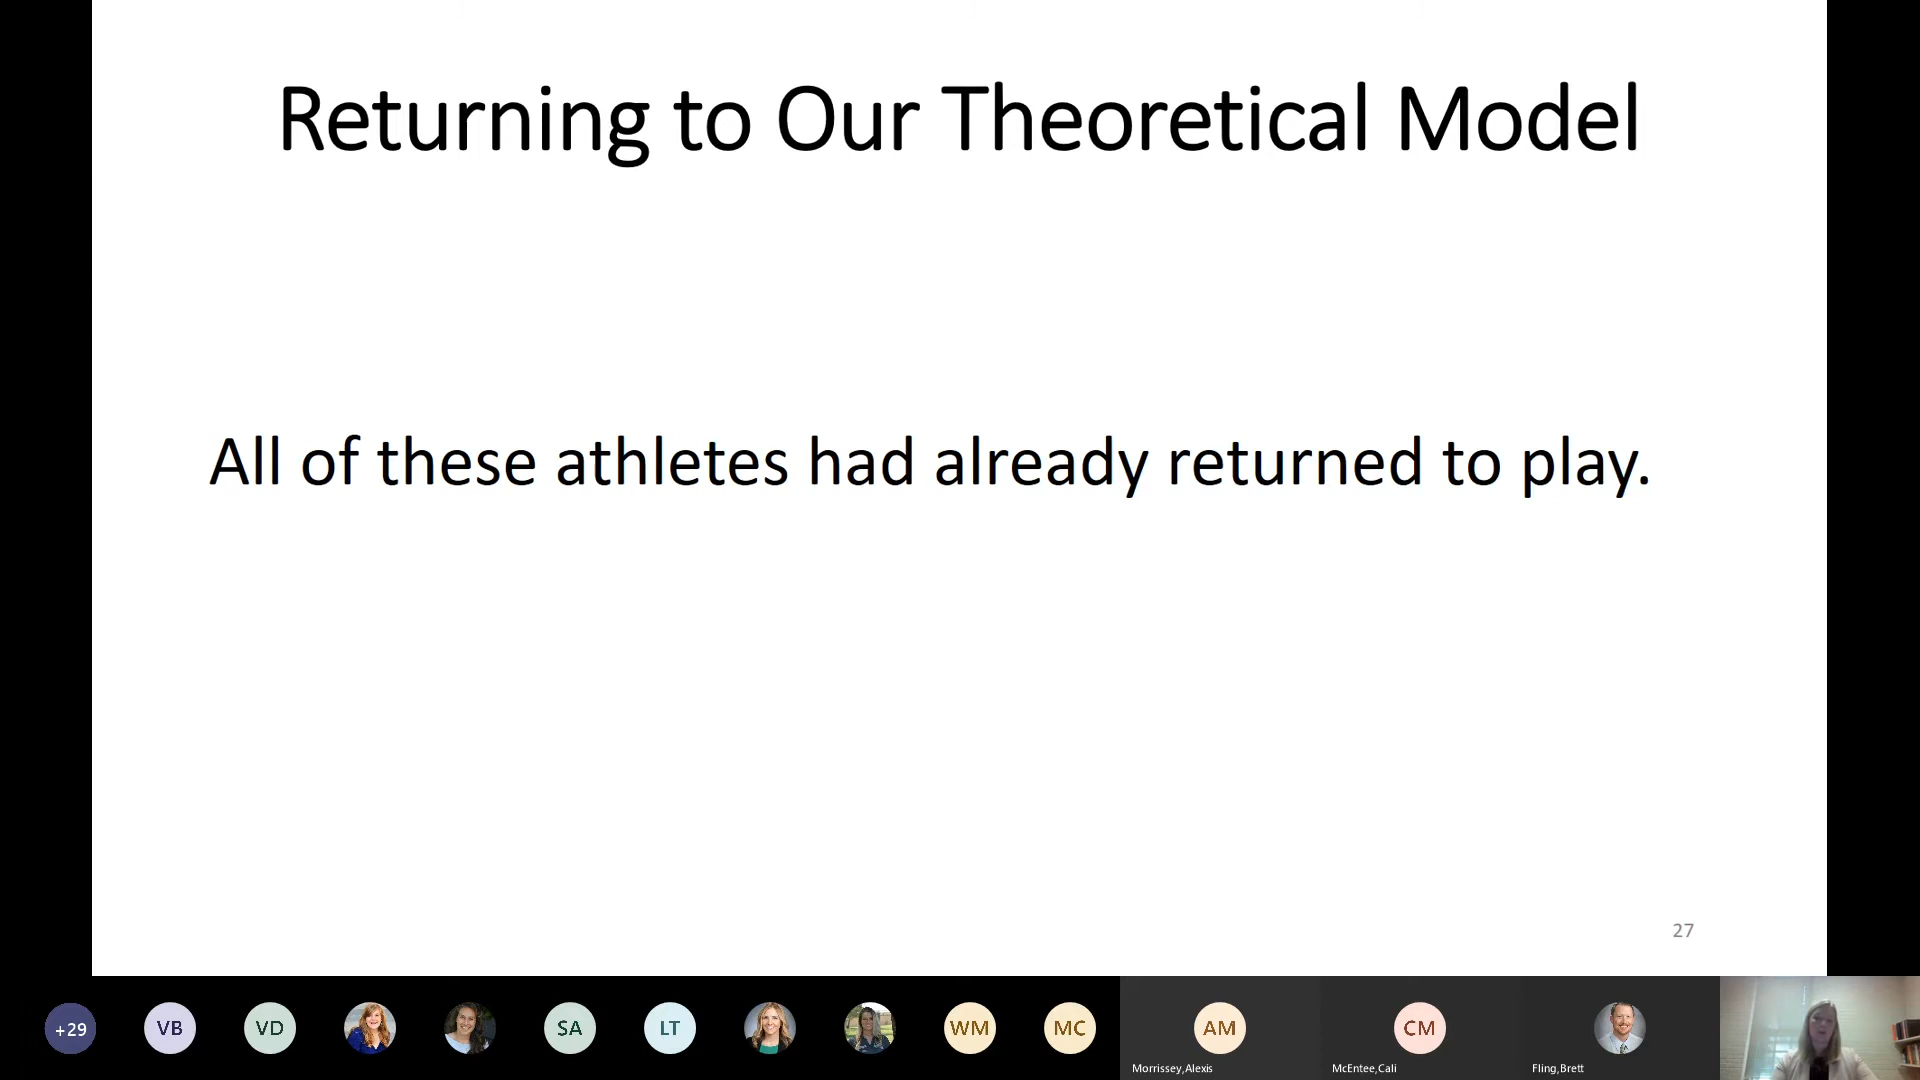 Returning to Our Theoretical Model
All of these athletes had already returned to play.
27
+29
VB
VD
SA
LT
WM
MC
AM
Morrissey,Alexis
CM
McEntee,Cali
Fling,Brett